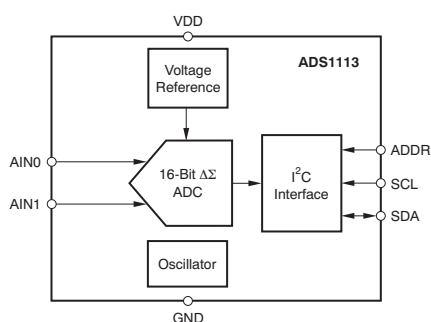 VDD
ADS1113
Voltage
Reference
AIN0
AIN1
16-Bit ΔΣ
ADC
I²C
Interface
ADDR
SCL
SDA
Oscillator
GND